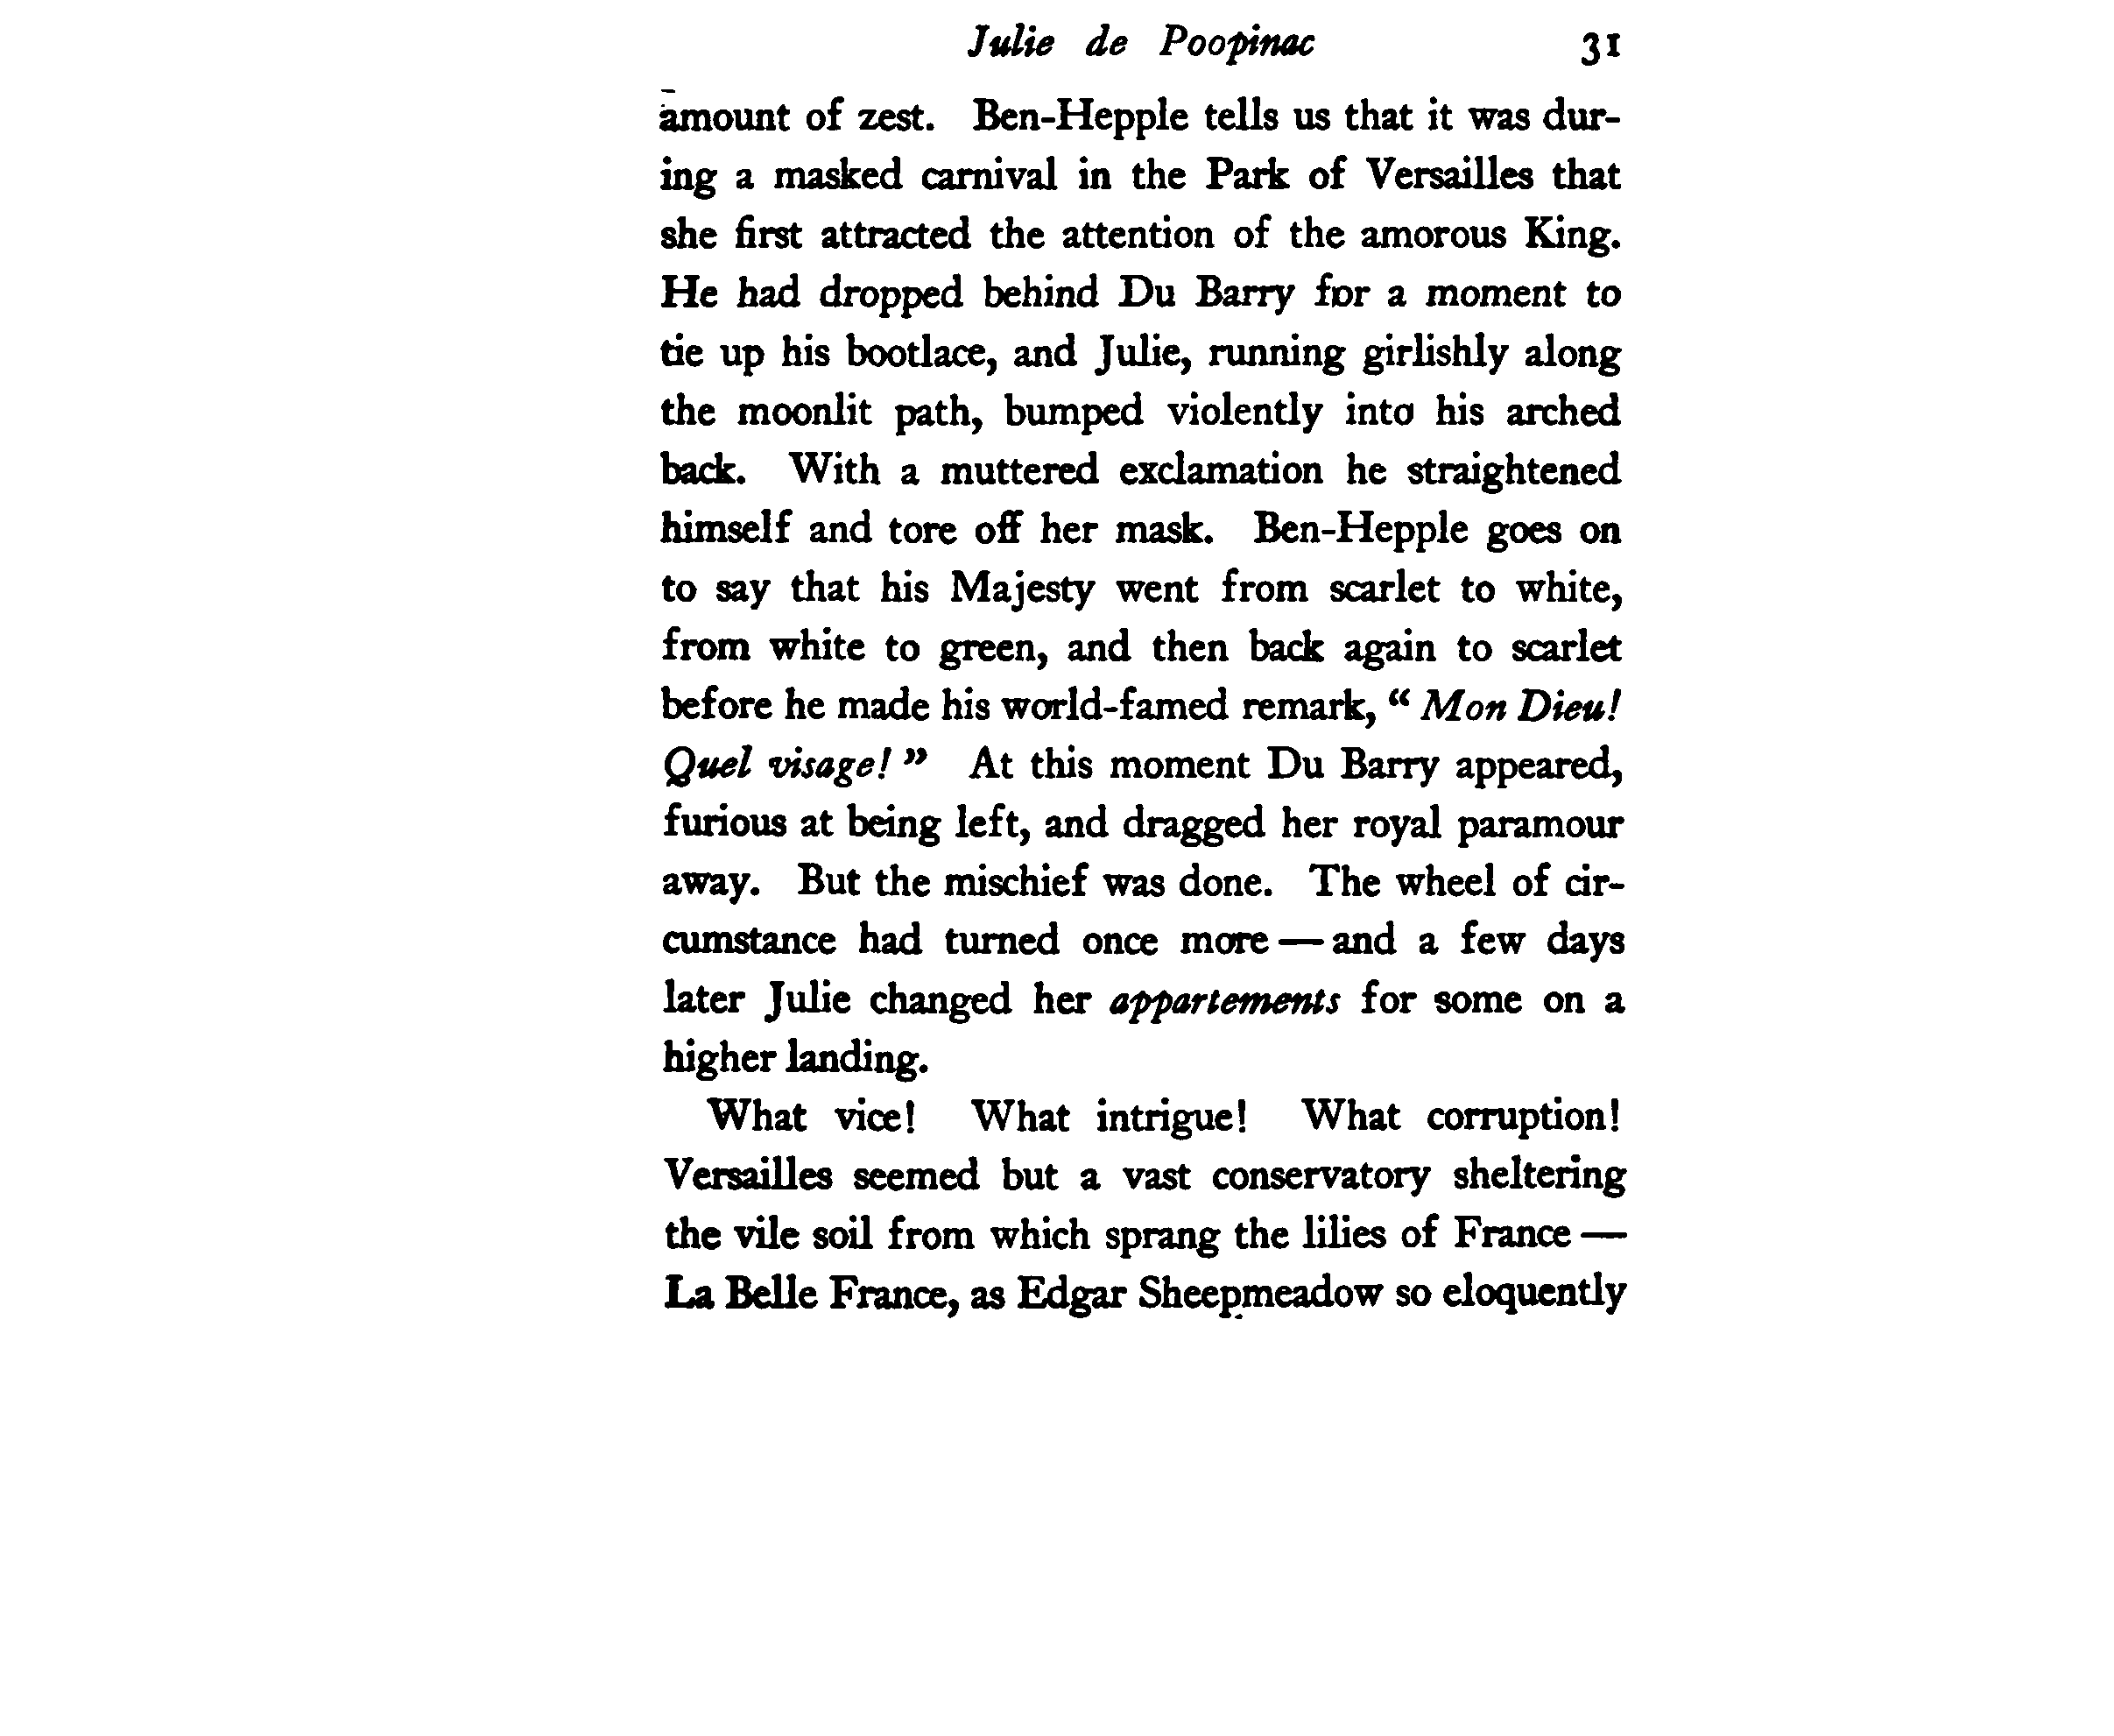 Julie de Poopinac 31
amount of zest. Ben-Hepple tells us that it was dur-
ing a masked carnival in the Park of Versailles that
she first attracted the attention of the amorous King.
He had dropped behind Du Barry for a moment to
tie up his bootlace, and Julie, running girlishly along
the moonlit path, bumped violently into his arched
back. With a muttered exclamation he straightened
himself and tore off her mask. Ben-Hepple goes on
to say that his Majesty went from scarlet to white,
from white to green, and then back again to scarlet
before he made his world-famed remark, “ Mon Dieu!
Quel visage! ” At this moment Du Barry appeared,
furious at being left, and dragged her royal paramour
away. But the mischief was done. The wheel of cir-
cumstance had turned once more — and a few days
later Julie changed her appartements for some on a
higher landing.
What vice! What intrigue! What corruption!
Versailles seemed but a vast conservatory sheltering
the vile soil from which sprang the lilies of France —
La Belle France, as Edgar Sheepmeadow so eloquently